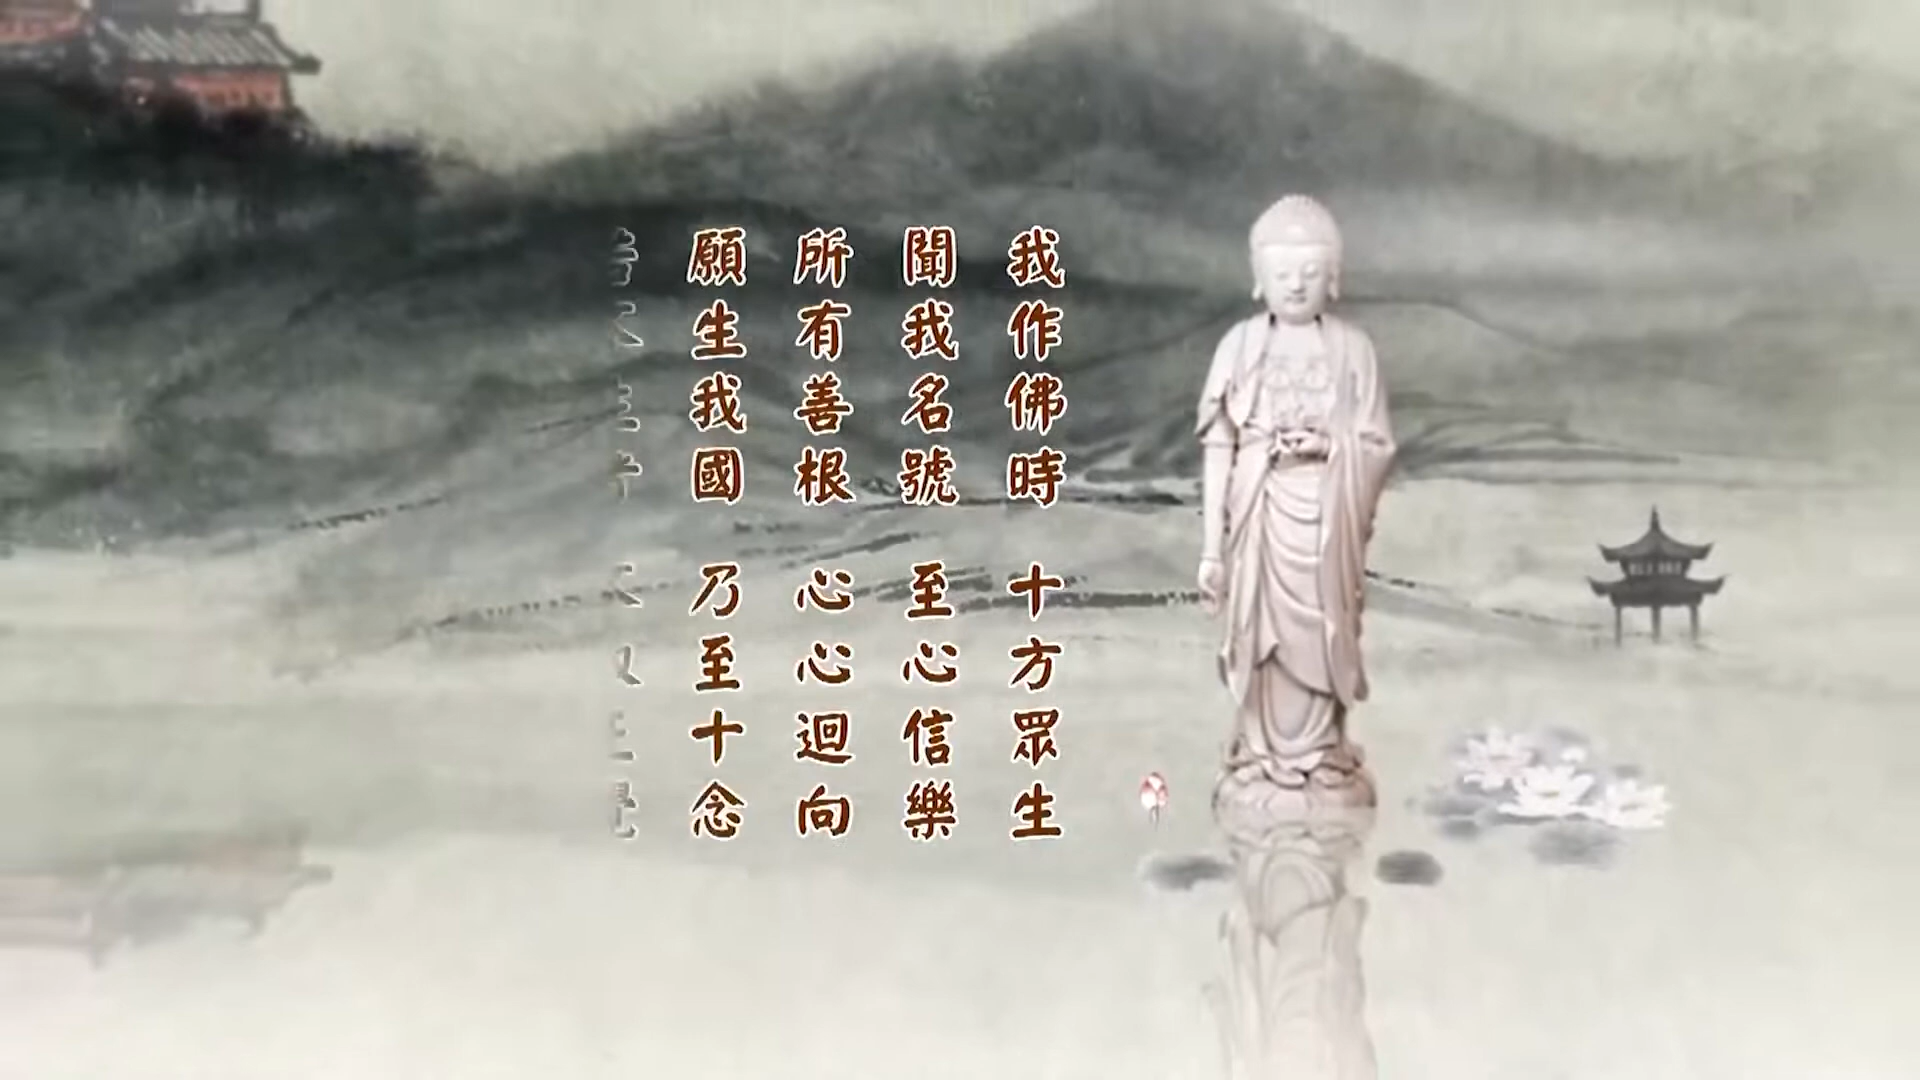 我作佛時 十方眾生
聞我名號 至心信樂
所有善根 心心迴向
願生我國 乃至十念